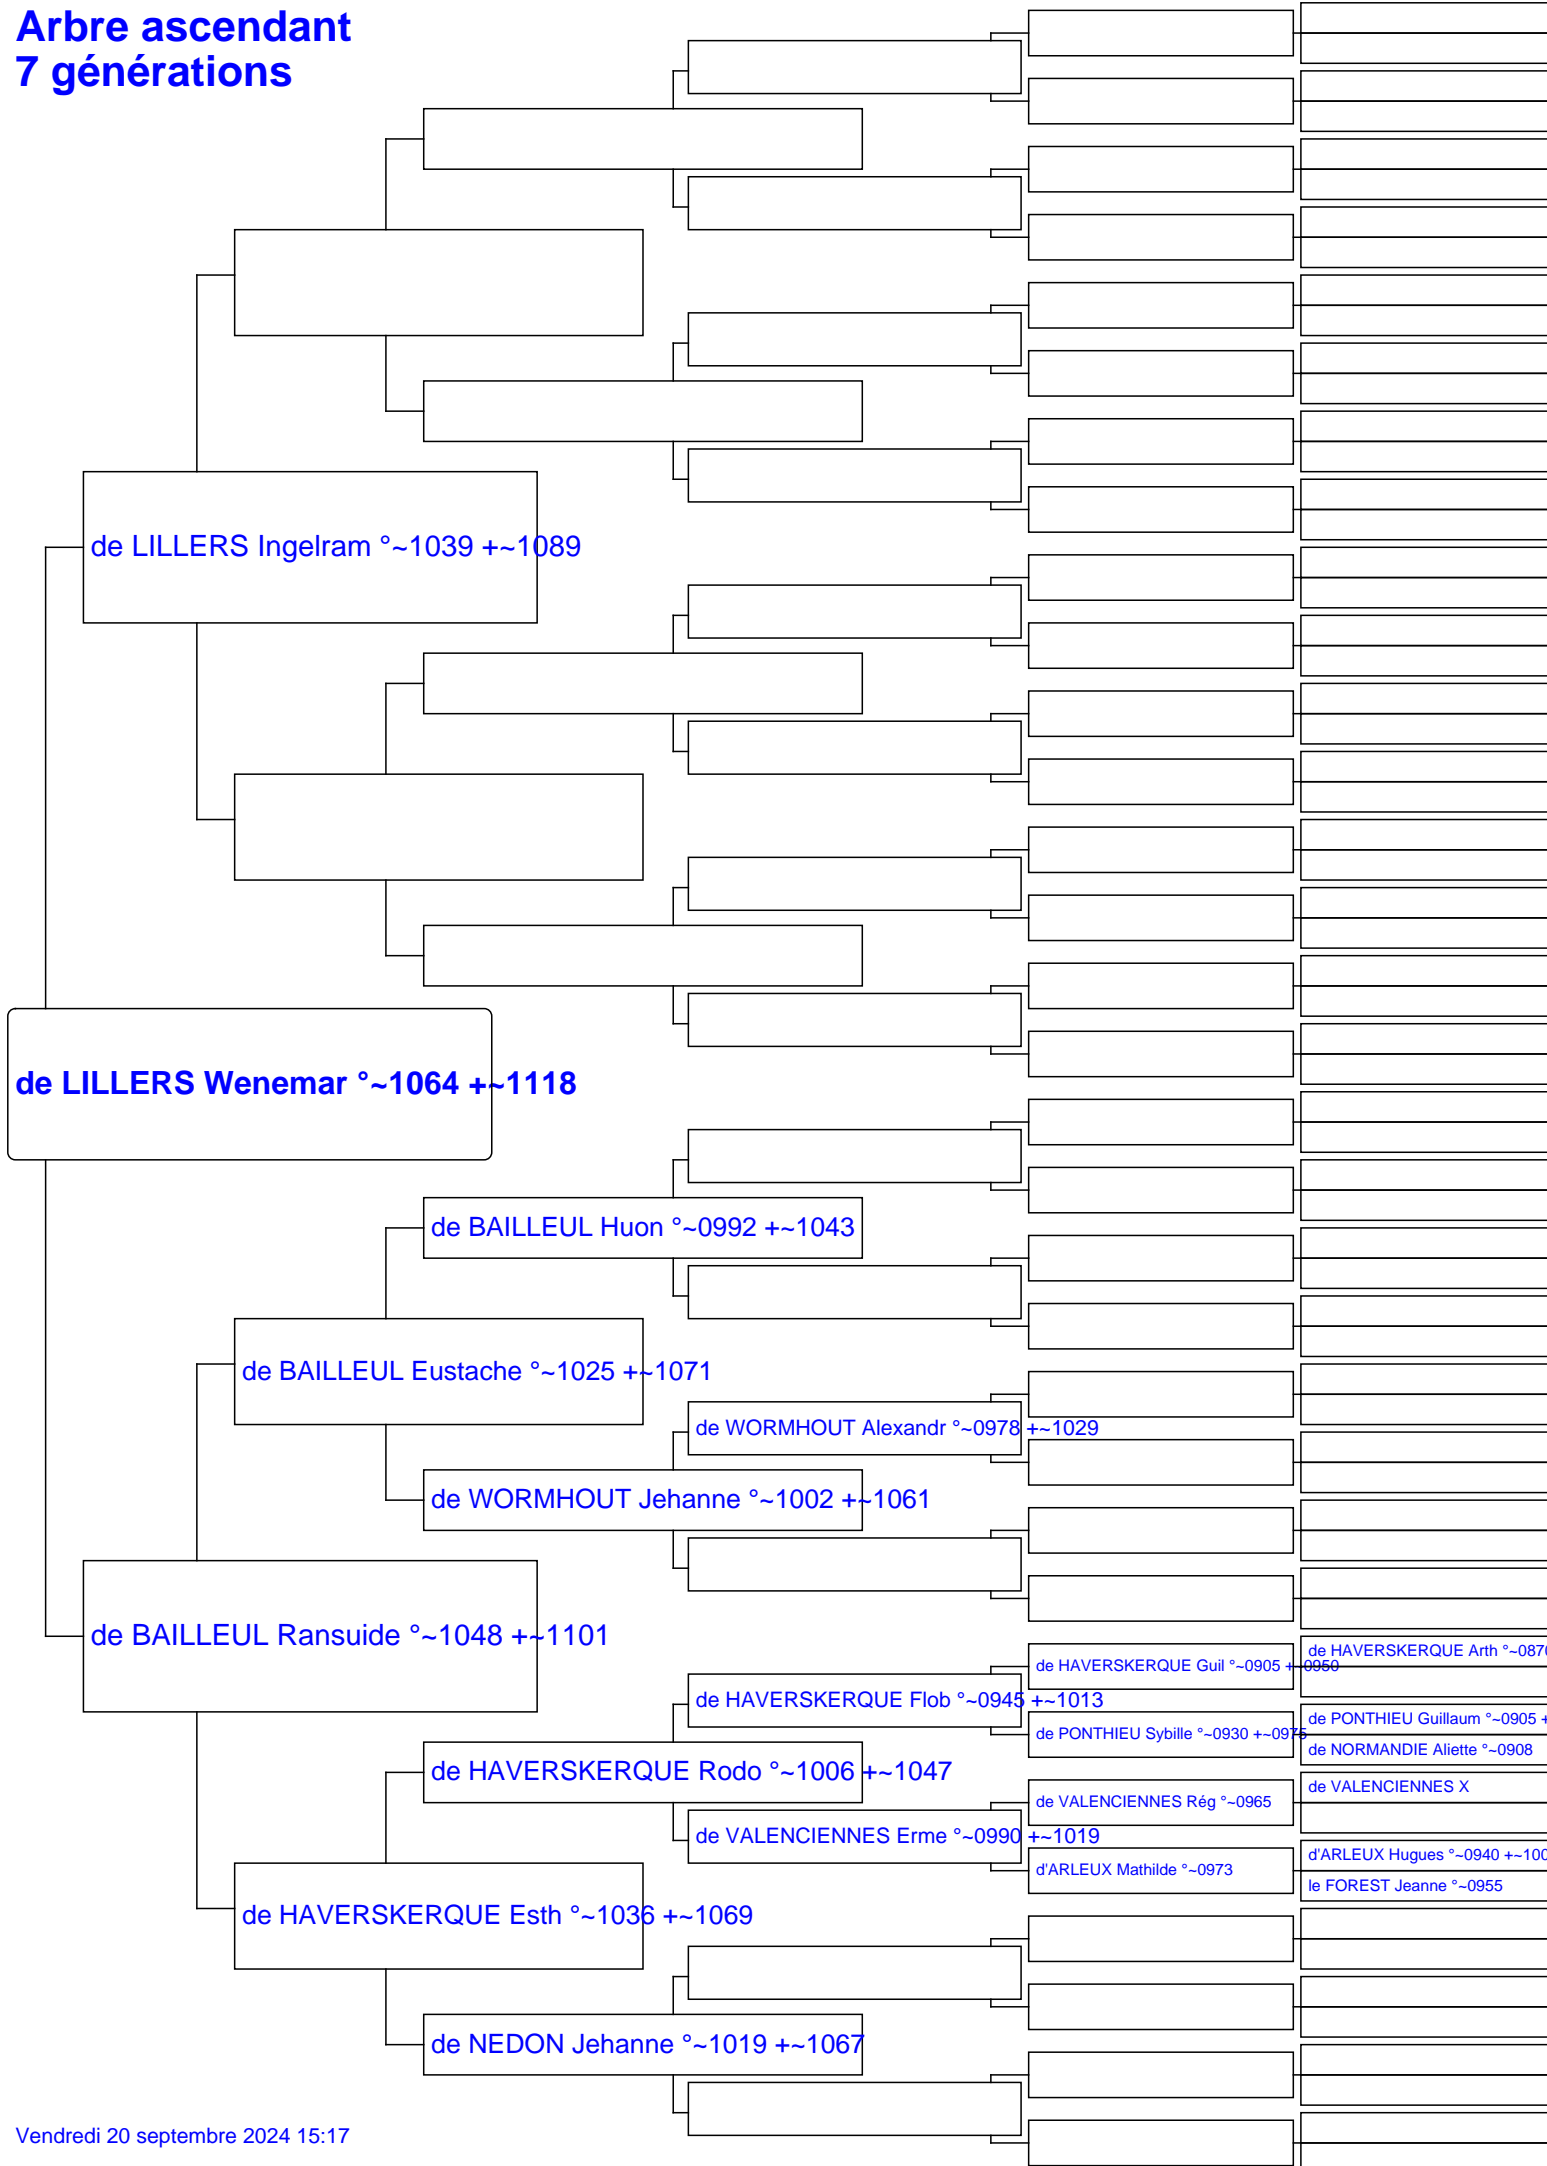 Arbre ascendant
7 générations
de LILLERS Ingelram °~1039 +~1089
de LILLERS Wenemar °~1064 +~1118
de BAILLEUL Huon °~0992 +~1043
de BAILLEUL Eustache °~1025 +~1071
de WORMHOUT Alexandr °~0978 +~1029
de WORMHOUT Jehanne °~1002 +~1061
de BAILLEUL Ransuide °~1048 +~1101
de HAVERSKERQUE Arth °~0870
de HAVERSKERQUE Guil °~0905 +~0950
de HAVERSKERQUE Flob °~0945 +~1013
de PONTHIEU Guillaum °~0905 +
de PONTHIEU Sybille °~0930 +~0975
de NORMANDIE Aliette °~0908
de HAVERSKERQUE Rodo °~1006 +~1047
de VALENCIENNES X
de VALENCIENNES Rég °~0965
de VALENCIENNES Erme °~0990 +~1019
d'ARLEUX Hugues °~0940 +~100
d'ARLEUX Mathilde °~0973
le FOREST Jeanne °~0955
de HAVERSKERQUE Esth °~1036 +~1069
de NEDON Jehanne °~1019 +~1067
Vendredi 20 septembre 2024 15:17